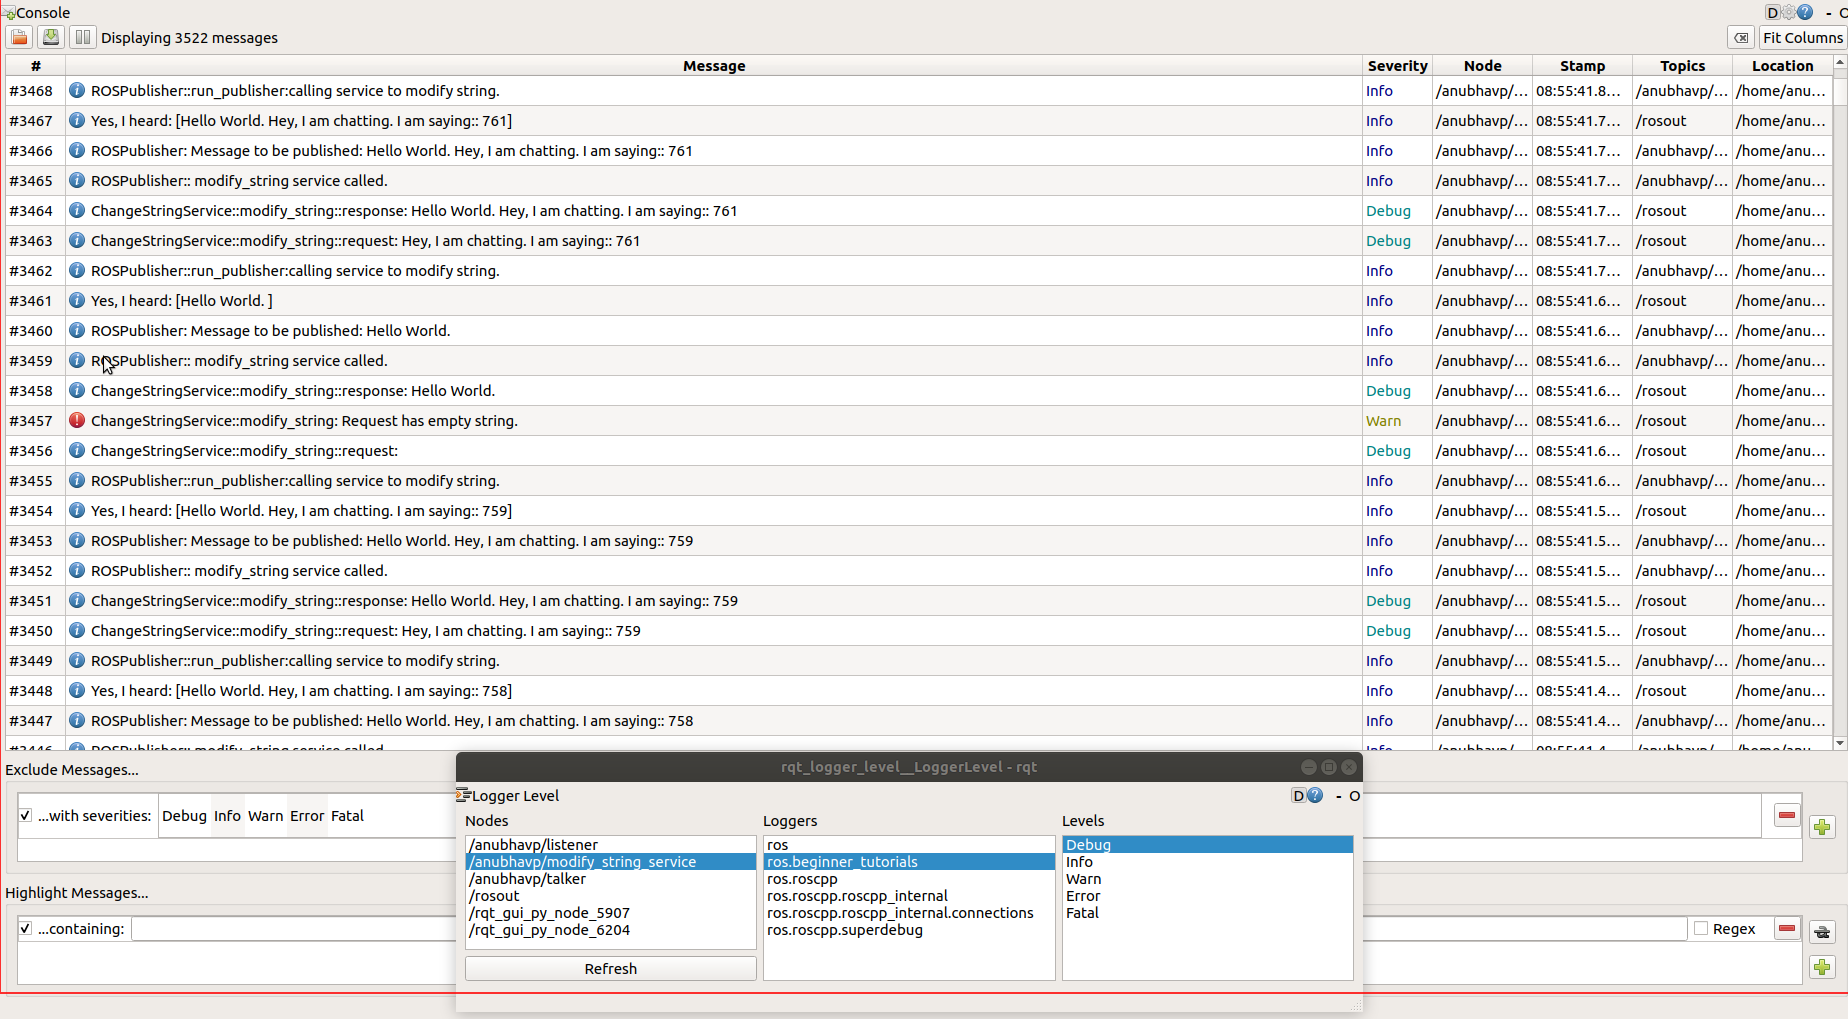 Console D ? - O
Displaying 3522 messages Fit Columns
# Message Severity Node Stamp Topics Location
#3468 ROSPublisher::run_publisher:calling service to modify string. Info /anubhavp/... 08:55:41.8... /anubhavp/... /home/anu...
#3467 Yes, I heard: [Hello World. Hey, I am chatting. I am saying:: 761] Info /anubhavp/... 08:55:41.7... /rosout /home/anu...
#3466 ROSPublisher: Message to be published: Hello World. Hey, I am chatting. I am saying:: 761 Info /anubhavp/... 08:55:41.7... /anubhavp/... /home/anu...
#3465 ROSPublisher:: modify_string service called. Info /anubhavp/... 08:55:41.7... /anubhavp/... /home/anu...
#3464 ChangeStringService::modify_string::response: Hello World. Hey, I am chatting. I am saying:: 761 Debug /anubhavp/... 08:55:41.7... /rosout /home/anu...
#3463 ChangeStringService::modify_string::request: Hey, I am chatting. I am saying:: 761 Debug /anubhavp/... 08:55:41.7... /rosout /home/anu...
#3462 ROSPublisher::run_publisher:calling service to modify string. Info /anubhavp/... 08:55:41.7... /anubhavp/... /home/anu...
#3461 Yes, I heard: [Hello World. ] Info /anubhavp/... 08:55:41.6... /rosout /home/anu...
#3460 ROSPublisher: Message to be published: Hello World. Info /anubhavp/... 08:55:41.6... /anubhavp/... /home/anu...
#3459 ROSPublisher:: modify_string service called. Info /anubhavp/... 08:55:41.6... /anubhavp/... /home/anu...
#3458 ChangeStringService::modify_string::response: Hello World. Debug /anubhavp/... 08:55:41.6... /rosout /home/anu...
#3457 ChangeStringService::modify_string: Request has empty string. Warn /anubhavp/... 08:55:41.6... /rosout /home/anu...
#3456 ChangeStringService::modify_string::request: Debug /anubhavp/... 08:55:41.6... /rosout /home/anu...
#3455 ROSPublisher::run_publisher:calling service to modify string. Info /anubhavp/... 08:55:41.6... /anubhavp/... /home/anu...
#3454 Yes, I heard: [Hello World. Hey, I am chatting. I am saying:: 759] Info /anubhavp/... 08:55:41.5... /rosout /home/anu...
#3453 ROSPublisher: Message to be published: Hello World. Hey, I am chatting. I am saying:: 759 Info /anubhavp/... 08:55:41.5... /anubhavp/... /home/anu...
#3452 ROSPublisher:: modify_string service called. Info /anubhavp/... 08:55:41.5... /anubhavp/... /home/anu...
#3451 ChangeStringService::modify_string::response: Hello World. Hey, I am chatting. I am saying:: 759 Debug /anubhavp/... 08:55:41.5... /rosout /home/anu...
#3450 ChangeStringService::modify_string::request: Hey, I am chatting. I am saying:: 759 Debug /anubhavp/... 08:55:41.5... /rosout /home/anu...
#3449 ROSPublisher::run_publisher:calling service to modify string. Info /anubhavp/... 08:55:41.5... /anubhavp/... /home/anu...
#3448 Yes, I heard: [Hello World. Hey, I am chatting. I am saying:: 758] Info /anubhavp/... 08:55:41.4... /rosout /home/anu...
#3447 ROSPublisher: Message to be published: Hello World. Hey, I am chatting. I am saying:: 758 Info /anubhavp/... 08:55:41.4... /anubhavp/... /home/anu...
#3446 ROSPublisher:: modify_string service called.
Exclude Messages...
...with severities: Debug Info Warn Error Fatal
Highlight Messages...
...containing: Regex
rqt_logger_level__LoggerLevel - rqt
Logger Level D ? - O
Nodes
/anubhavp/listener
/anubhavp/modify_string_service
/anubhavp/talker
/rosout
/rqt_gui_py_node_5907
/rqt_gui_py_node_6204
Refresh
Loggers
ros
ros.beginner_tutorials
ros.roscpp
ros.roscpp.roscpp_internal
ros.roscpp.roscpp_internal.connections
ros.roscpp.superdebug
Levels
Debug
Info
Warn
Error
Fatal